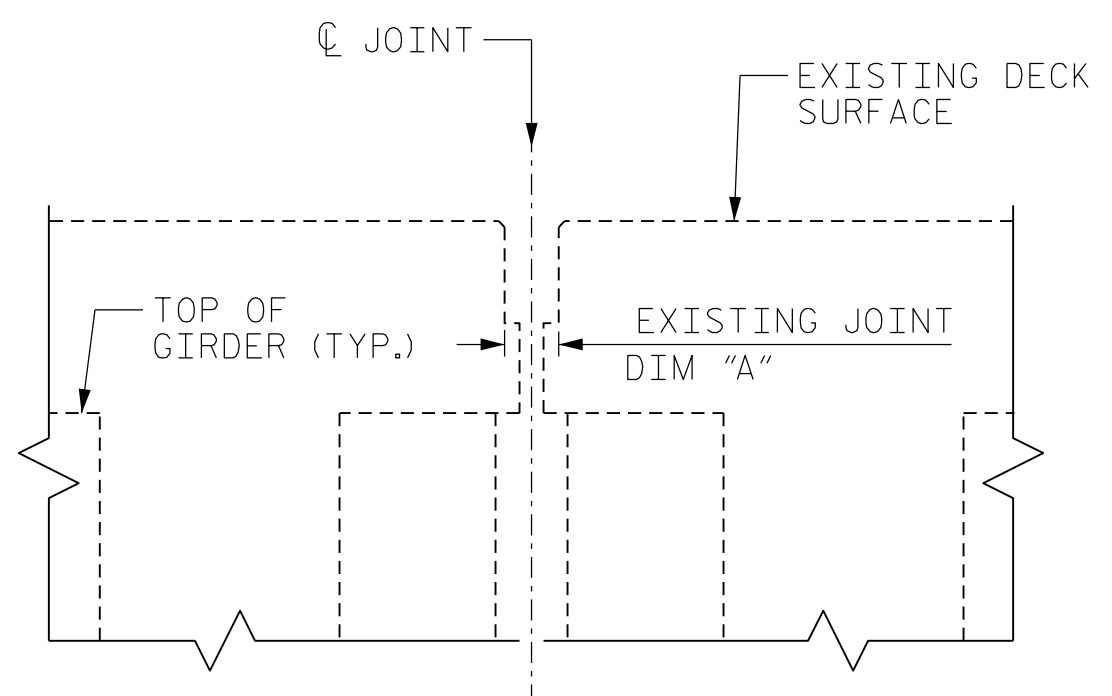 ℄ JOINT
EXISTING DECK
SURFACE
TOP OF
GIRDER (TYP.)
EXISTING JOINT
DIM "A"